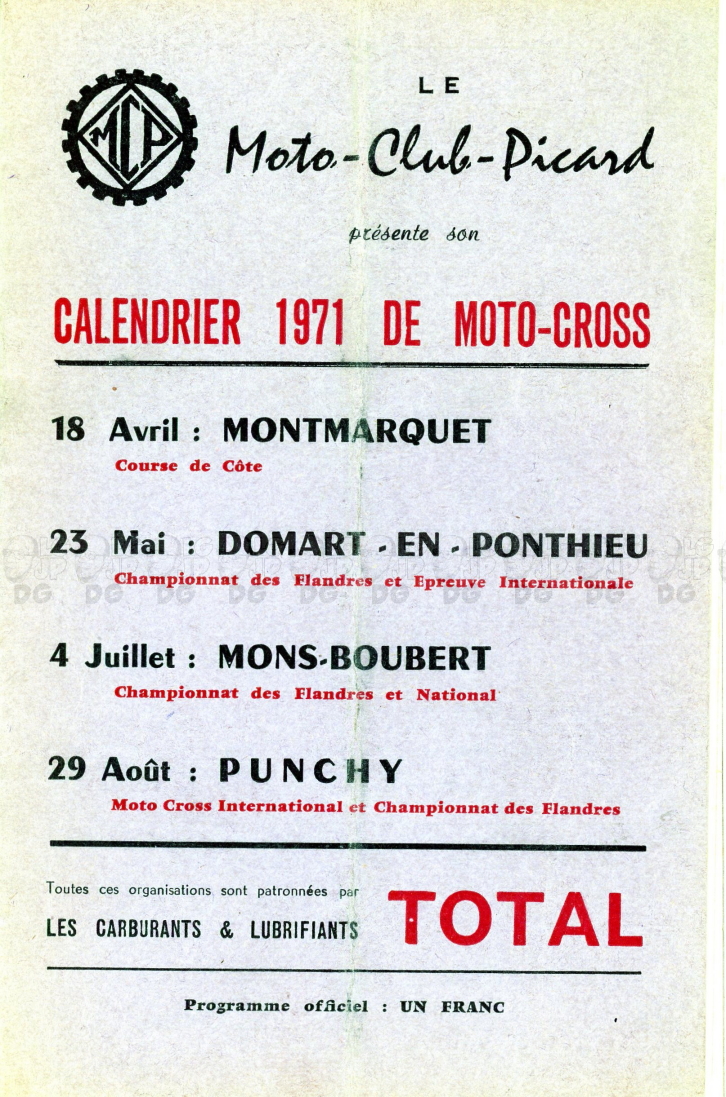 LE
MCP
Moto-Club-Picard
présente son
CALENDRIER 1971 DE MOTO-CROSS
18 Avril : MONTMARQUET
Course de Côte
23 Mai : DOMART - EN - PONTHIEU
Championnat des Flandres et Epreuve Internationale
4 Juillet : MONS-BOUBERT
Championnat des Flandres et National
29 Août : PUNCHY
Moto Cross International et Championnat des Flandres
Toutes ces organisations sont patronnées par
LES CARBURANTS & LUBRIFIANTS
TOTAL
Programme officiel : UN FRANC